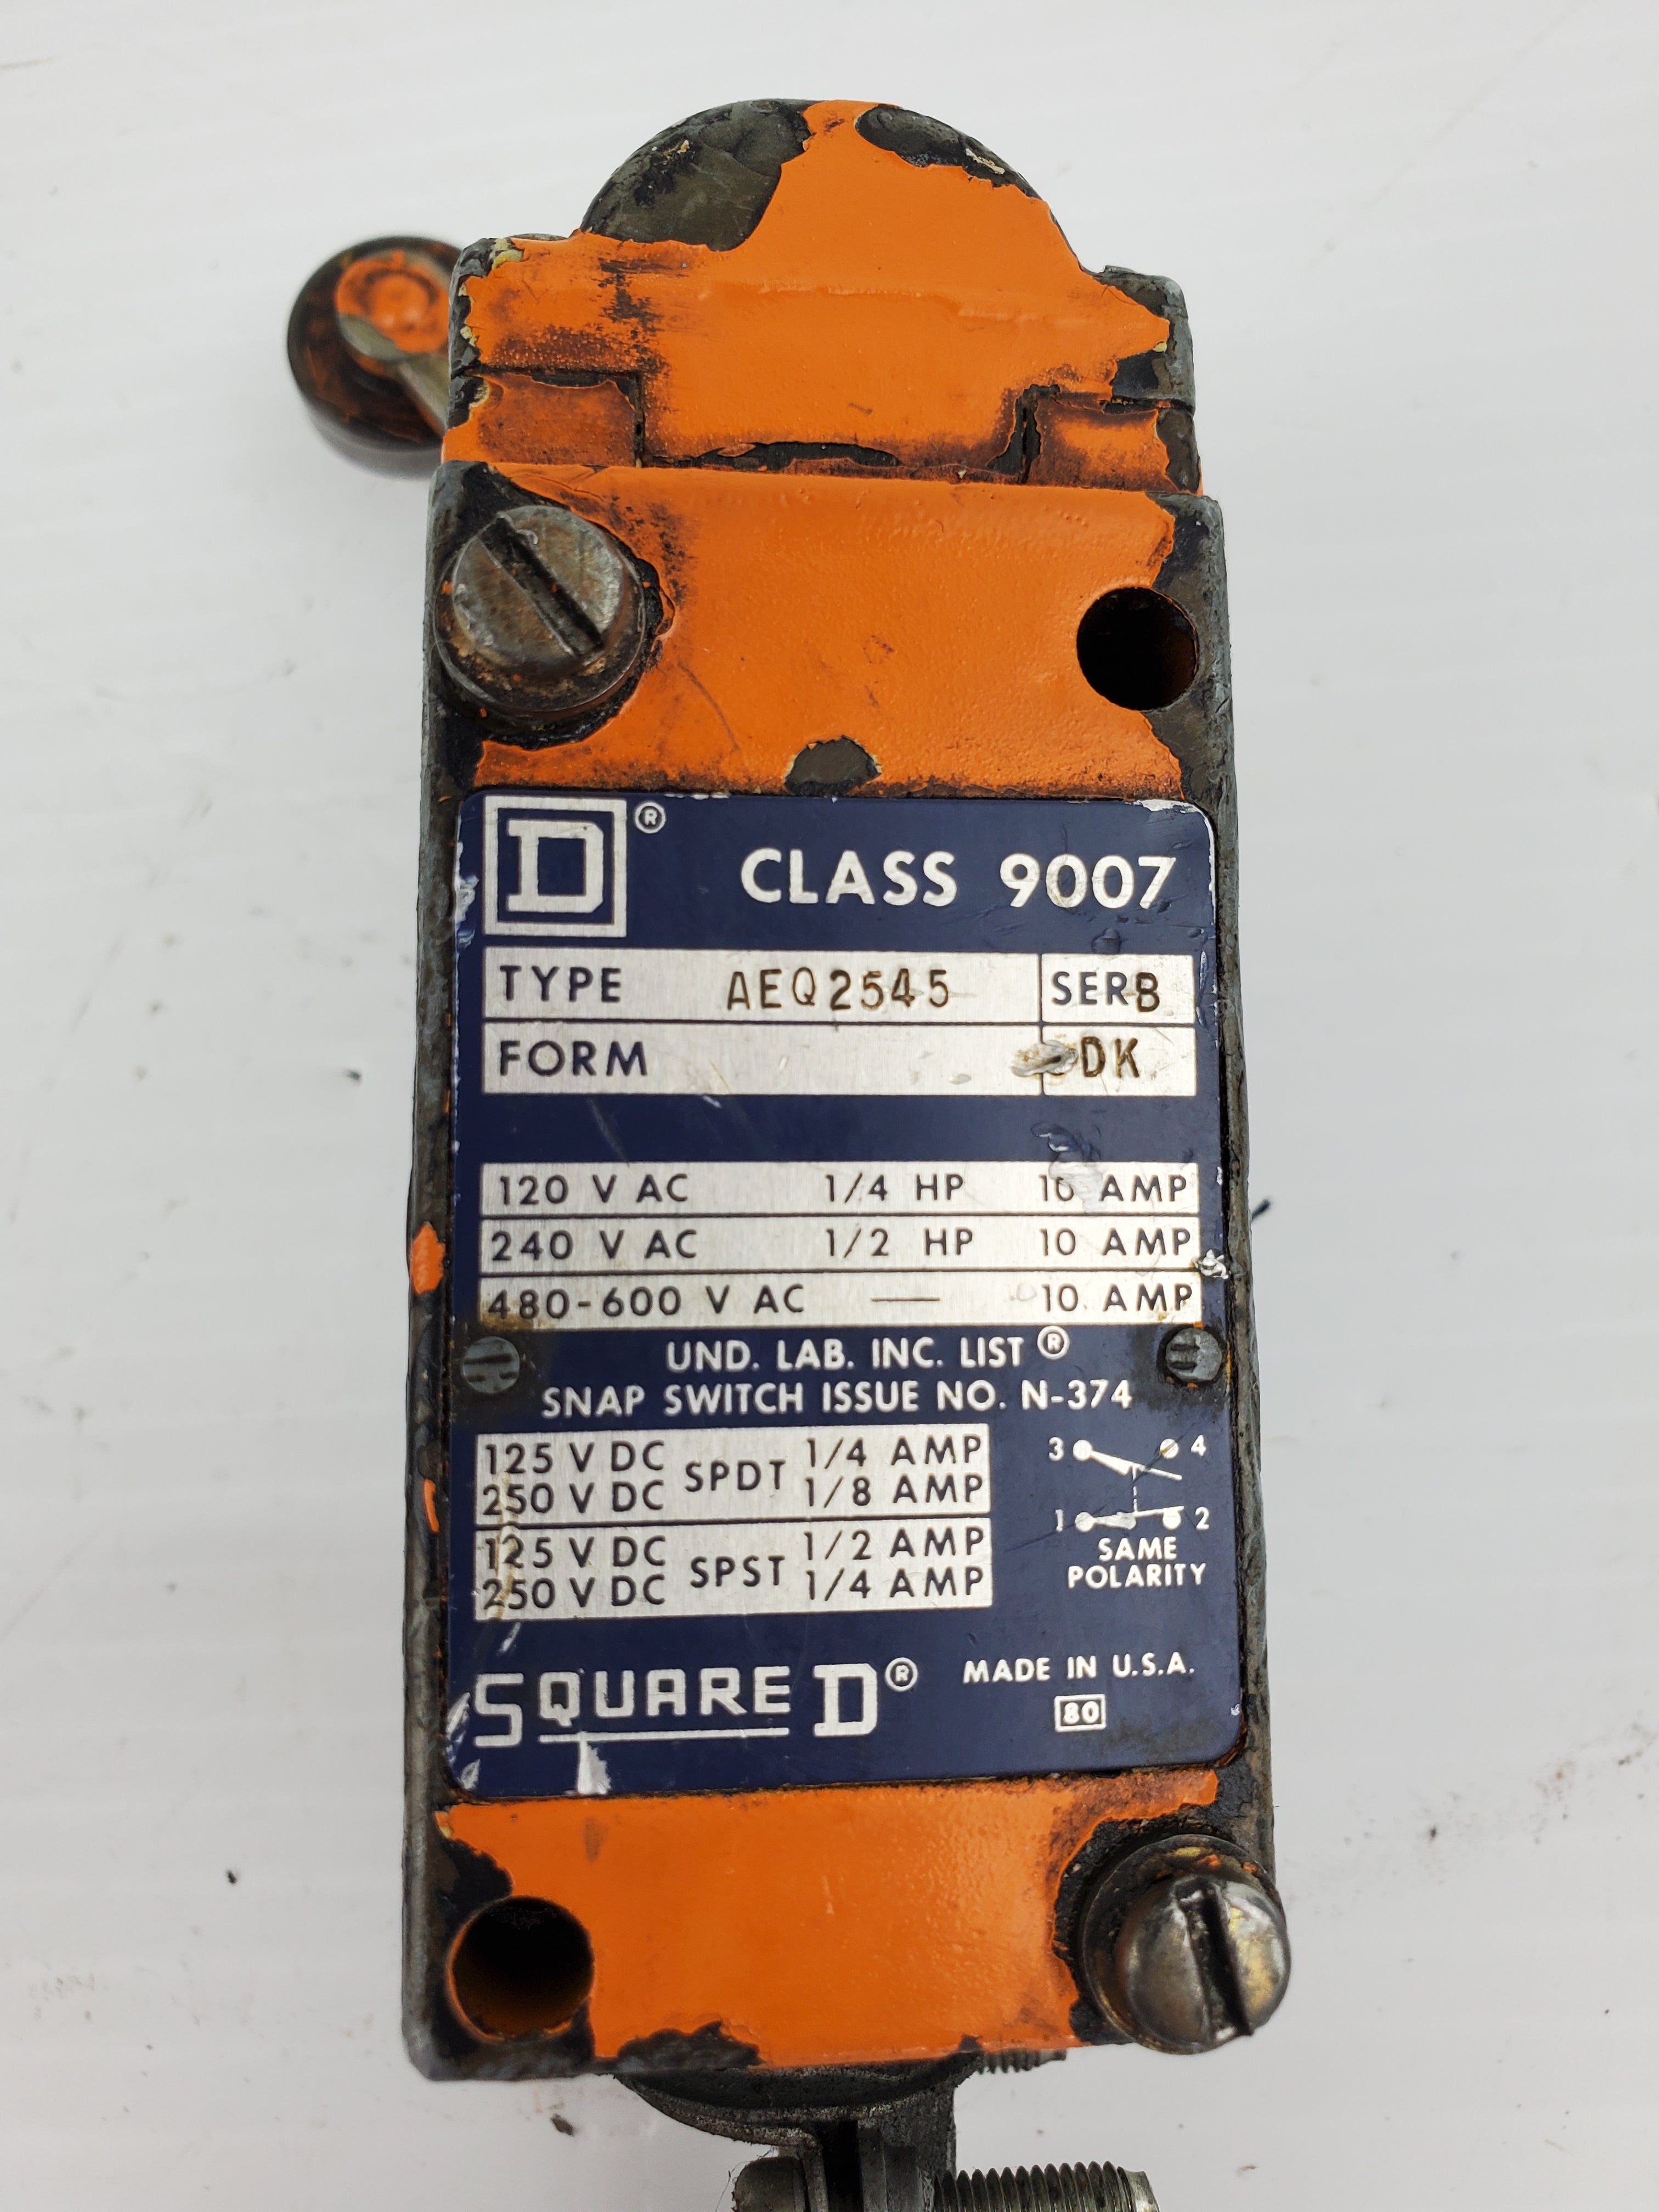 D®
CLASS 9007
TYPE AEQ2545 SER B
FORM DK
120 V AC 1/4 HP 10 AMP
240 V AC 1/2 HP 10 AMP
480-600 V AC — 10 AMP
UND. LAB. INC. LIST ®
SNAP SWITCH ISSUE NO. N-374
125 V DC SPDT 1/4 AMP
250 V DC 1/8 AMP
125 V DC SPST 1/2 AMP
250 V DC 1/4 AMP
3 4
1 2
SAME
POLARITY
SQUARE D®
MADE IN U.S.A.
80